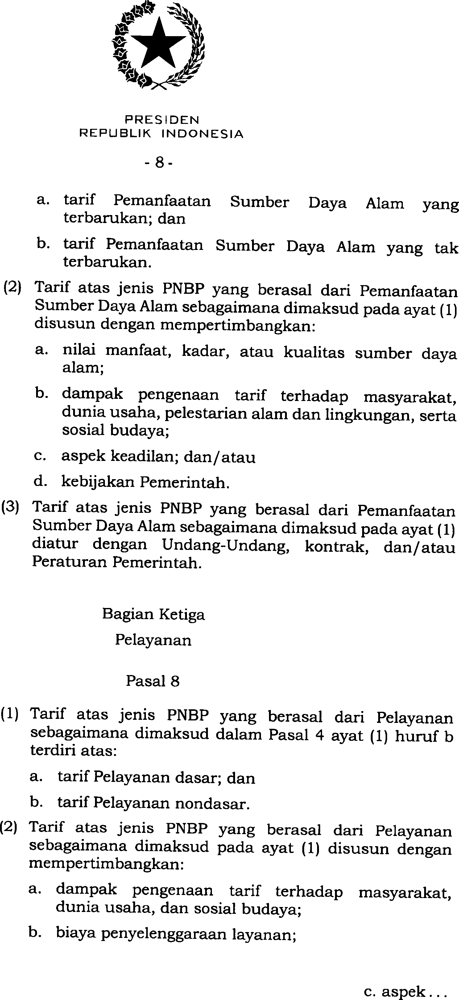 PRESIDEN
REPUBLIK INDONESIA
- 8 -
a. tarif Pemanfaatan Sumber Daya Alam yang
terbarukan; dan
b. tarif Pemanfaatan Sumber Daya Alam yang tak
terbarukan.
(2) Tarif atas jenis PNBP yang berasal dari Pemanfaatan
Sumber Daya Alam sebagaimana dimaksud pada ayat (1)
disusun dengan mempertimbangkan:
a. nilai manfaat, kadar, atau kualitas sumber daya
alam;
b. dampak pengenaan tarif terhadap masyarakat,
dunia usaha, pelestarian alam dan lingkungan, serta
sosial budaya;
c. aspek keadilan; dan/atau
d. kebijakan Pemerintah.
(3) Tarif atas jenis PNBP yang berasal dari Pemanfaatan
Sumber Daya Alam sebagaimana dimaksud pada ayat (1)
diatur dengan Undang-Undang, kontrak, dan/atau
Peraturan Pemerintah.
Bagian Ketiga
Pelayanan
Pasal 8
(1) Tarif atas jenis PNBP yang berasal dari Pelayanan
sebagaimana dimaksud dalam Pasal 4 ayat (1) huruf b
terdiri atas:
a. tarif Pelayanan dasar; dan
b. tarif Pelayanan nondasar.
(2) Tarif atas jenis PNBP yang berasal dari Pelayanan
sebagaimana dimaksud pada ayat (1) disusun dengan
mempertimbangkan:
a. dampak pengenaan tarif terhadap masyarakat,
dunia usaha, dan sosial budaya;
b. biaya penyelenggaraan layanan;
c. aspek . . .